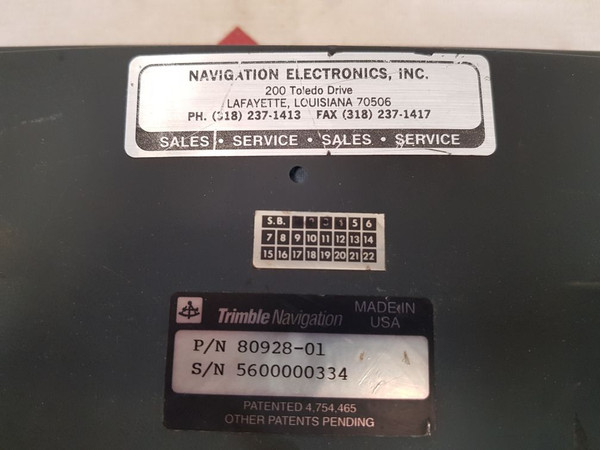 NAVIGATION ELECTRONICS, INC.
200 Toledo Drive
LAFAYETTE, LOUISIANA 70506
PH. (318) 237-1413 FAX (318) 237-1417
SALES • SERVICE • SALES • SERVICE
S.B. 5 6
7 8 9 10 11 12 13 14
15 16 17 18 19 20 21 22
Trimble Navigation
MADE IN
USA
P/N 80928-01
S/N 5600000334
PATENTED 4,754,465
OTHER PATENTS PENDING